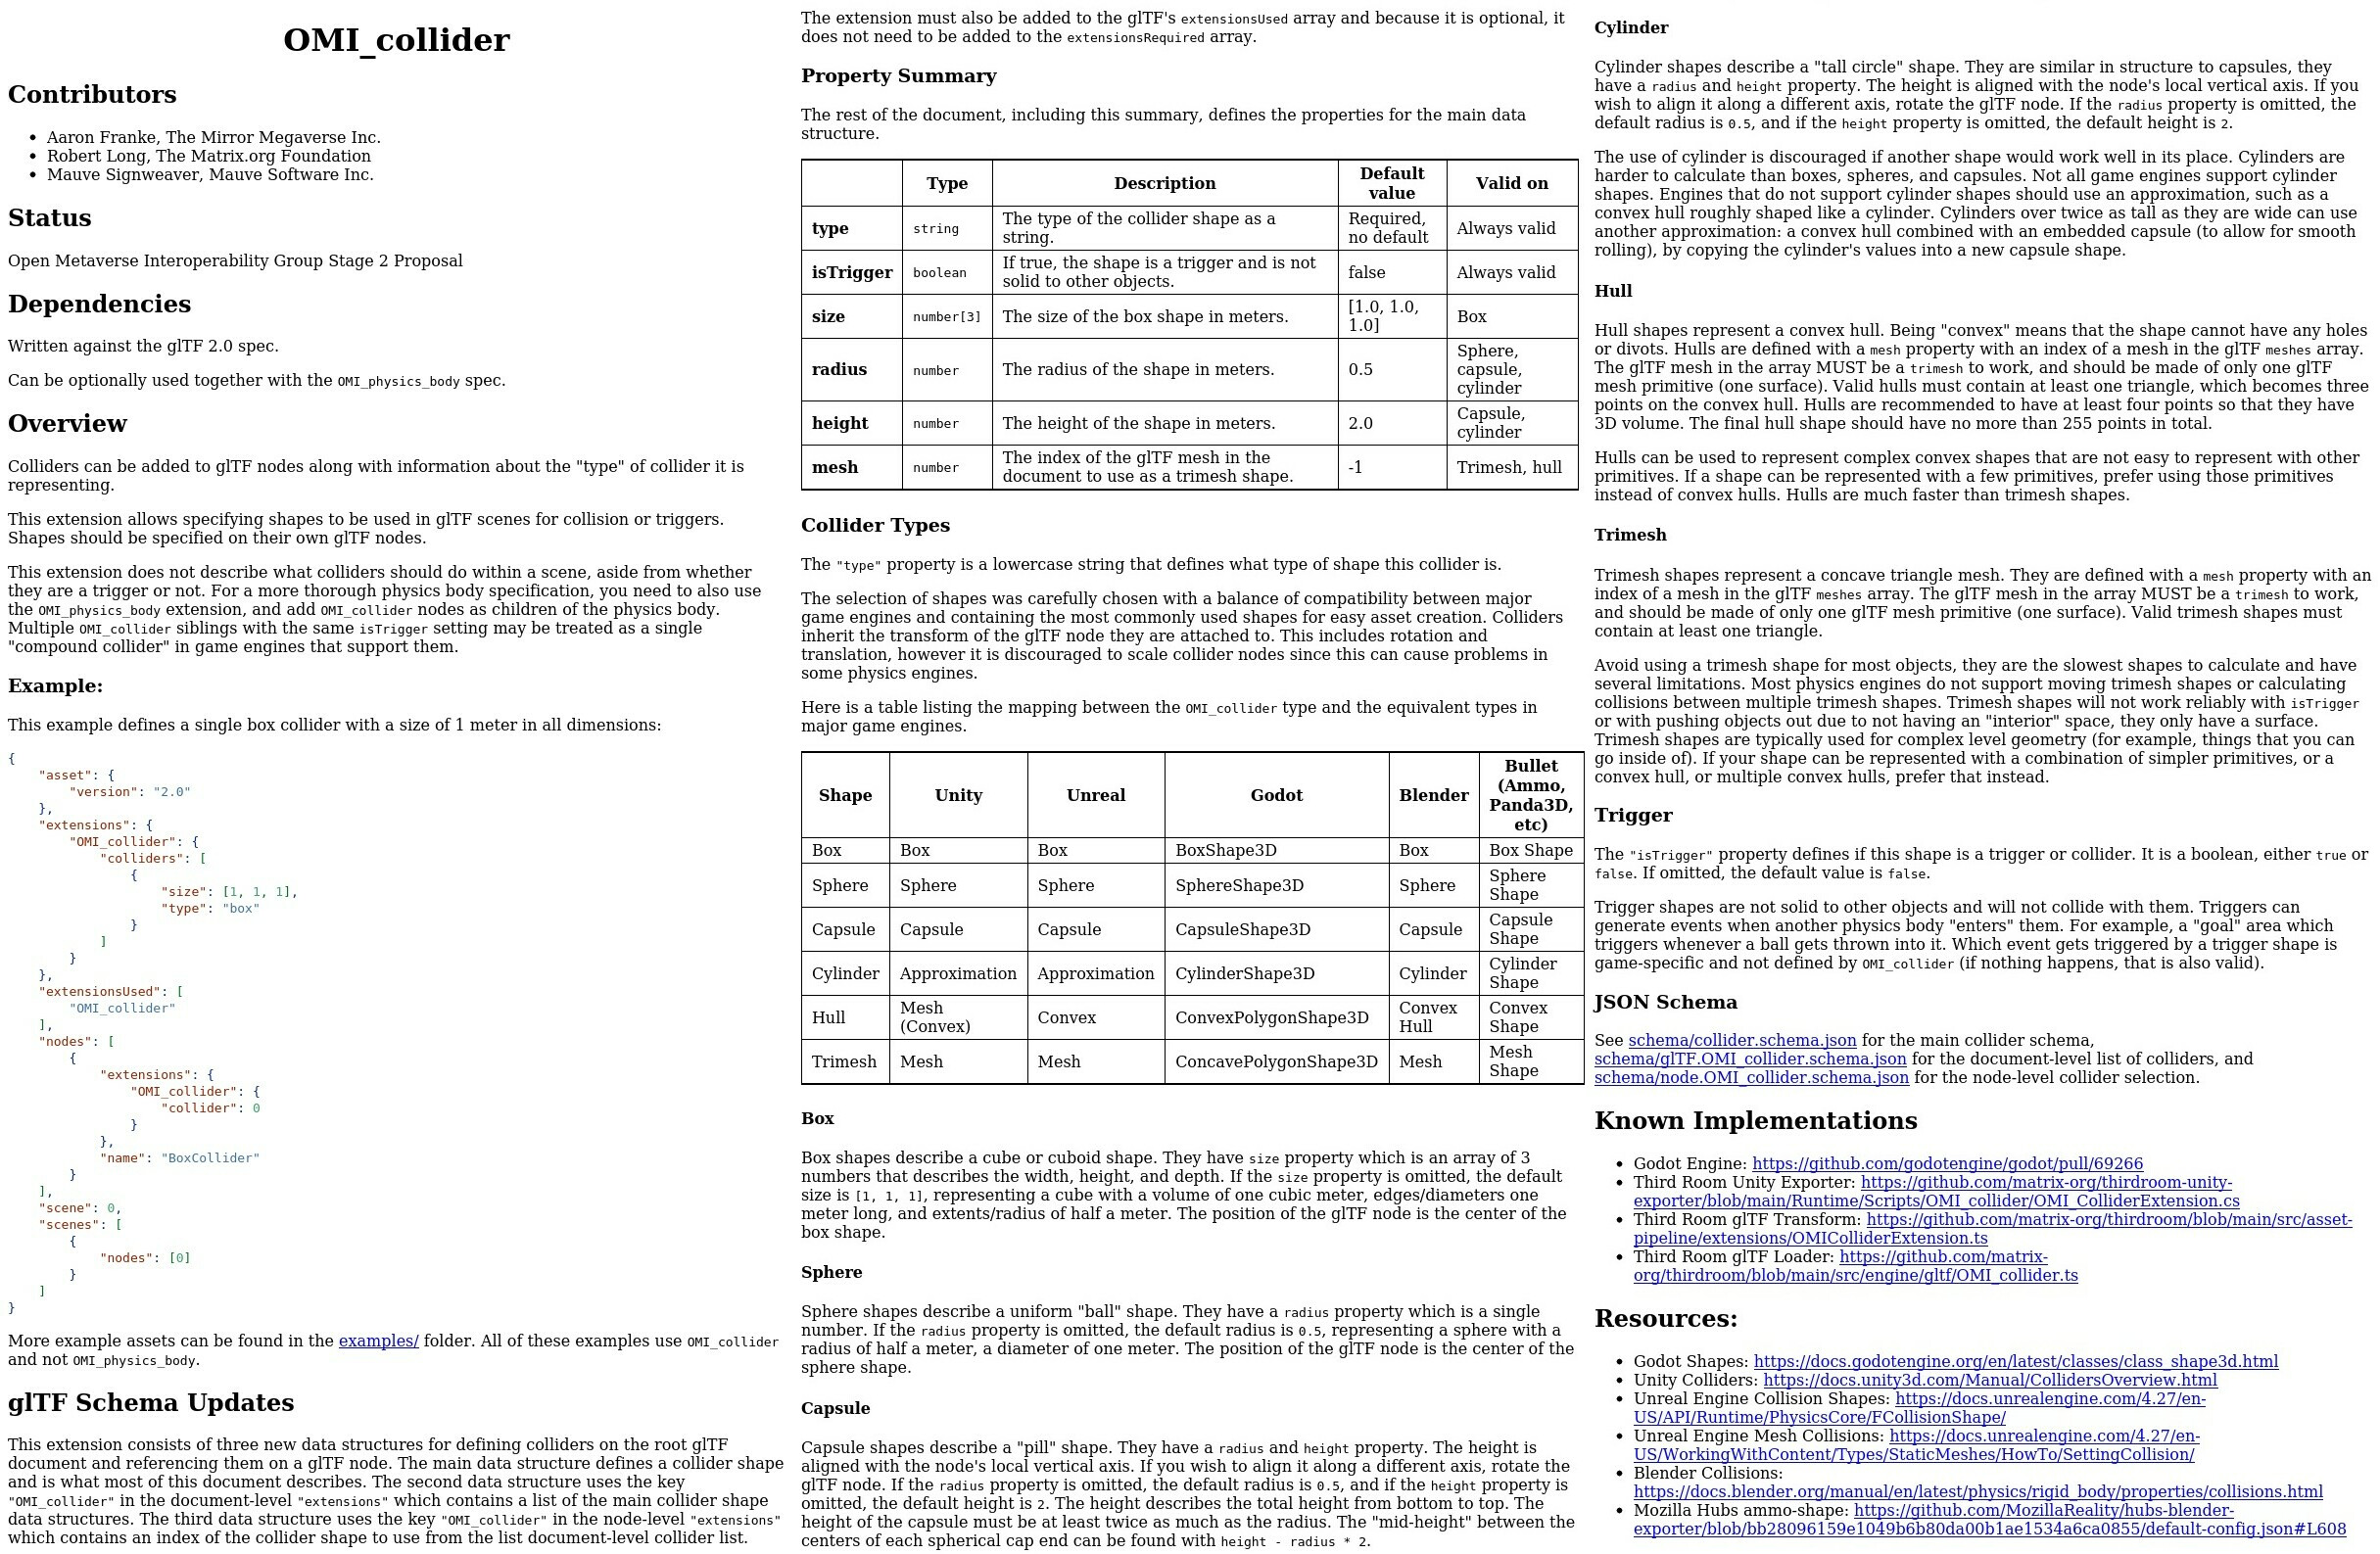 OMI_collider
Contributors
• Aaron Franke, The Mirror Megaverse Inc.
• Robert Long, The Matrix.org Foundation
• Mauve Signweaver, Mauve Software Inc.
Status
Open Metaverse Interoperability Group Stage 2 Proposal
Dependencies
Written against the glTF 2.0 spec.
Can be optionally used together with the OMI_physics_body spec.
Overview
Colliders can be added to glTF nodes along with information about the "type" of collider it is
representing.
This extension allows specifying shapes to be used in glTF scenes for collision or triggers.
Shapes should be specified on their own glTF nodes.
This extension does not describe what colliders should do within a scene, aside from whether
they are a trigger or not. For a more thorough physics body specification, you need to also use
the OMI_physics_body extension, and add OMI_collider nodes as children of the physics body.
Multiple OMI_collider siblings with the same isTrigger setting may be treated as a single
"compound collider" in game engines that support them.
Example:
This example defines a single box collider with a size of 1 meter in all dimensions:
{
    "asset": {
        "version": "2.0"
    },
    "extensions": {
        "OMI_collider": {
            "colliders": [
                {
                    "size": [1, 1, 1],
                    "type": "box"
                }
            ]
        }
    },
    "extensionsUsed": [
        "OMI_collider"
    ],
    "nodes": [
        {
            "extensions": {
                "OMI_collider": {
                    "collider": 0
                }
            },
            "name": "BoxCollider"
        }
    ],
    "scene": 0,
    "scenes": [
        {
            "nodes": [0]
        }
    ]
}
More example assets can be found in the examples/ folder. All of these examples use OMI_collider
and not OMI_physics_body.
glTF Schema Updates
This extension consists of three new data structures for defining colliders on the root glTF
document and referencing them on a glTF node. The main data structure defines a collider shape
and is what most of this document describes. The second data structure uses the key
"OMI_collider" in the document-level "extensions" which contains a list of the main collider shape
data structures. The third data structure uses the key "OMI_collider" in the node-level "extensions"
which contains an index of the collider shape to use from the list document-level collider list.
The extension must also be added to the glTF's extensionsUsed array and because it is optional, it
does not need to be added to the extensionsRequired array.
Property Summary
The rest of the document, including this summary, defines the properties for the main data
structure.
Type Description Default value Valid on
type string The type of the collider shape as a string. Required, no default Always valid
isTrigger boolean If true, the shape is a trigger and is not solid to other objects. false Always valid
size number[3] The size of the box shape in meters. [1.0, 1.0, 1.0] Box
radius number The radius of the shape in meters. 0.5 Sphere, capsule, cylinder
height number The height of the shape in meters. 2.0 Capsule, cylinder
mesh number The index of the glTF mesh in the document to use as a trimesh shape. -1 Trimesh, hull
Collider Types
The "type" property is a lowercase string that defines what type of shape this collider is.
The selection of shapes was carefully chosen with a balance of compatibility between major
game engines and containing the most commonly used shapes for easy asset creation. Colliders
inherit the transform of the glTF node they are attached to. This includes rotation and
translation, however it is discouraged to scale collider nodes since this can cause problems in
some physics engines.
Here is a table listing the mapping between the OMI_collider type and the equivalent types in
major game engines.
Shape Unity Unreal Godot Blender Bullet (Ammo, Panda3D, etc)
Box Box Box BoxShape3D Box Box Shape
Sphere Sphere Sphere SphereShape3D Sphere Sphere Shape
Capsule Capsule Capsule CapsuleShape3D Capsule Capsule Shape
Cylinder Approximation Approximation CylinderShape3D Cylinder Cylinder Shape
Hull Mesh (Convex) Convex ConvexPolygonShape3D Convex Hull Convex Shape
Trimesh Mesh Mesh ConcavePolygonShape3D Mesh Mesh Shape
Box
Box shapes describe a cube or cuboid shape. They have size property which is an array of 3
numbers that describes the width, height, and depth. If the size property is omitted, the default
size is [1, 1, 1], representing a cube with a volume of one cubic meter, edges/diameters one
meter long, and extents/radius of half a meter. The position of the glTF node is the center of the
box shape.
Sphere
Sphere shapes describe a uniform "ball" shape. They have a radius property which is a single
number. If the radius property is omitted, the default radius is 0.5, representing a sphere with a
radius of half a meter, a diameter of one meter. The position of the glTF node is the center of the
sphere shape.
Capsule
Capsule shapes describe a "pill" shape. They have a radius and height property. The height is
aligned with the node's local vertical axis. If you wish to align it along a different axis, rotate the
glTF node. If the radius property is omitted, the default radius is 0.5, and if the height property is
omitted, the default height is 2. The height describes the total height from bottom to top. The
height of the capsule must be at least twice as much as the radius. The "mid-height" between the
centers of each spherical cap end can be found with height - radius * 2.
Cylinder
Cylinder shapes describe a "tall circle" shape. They are similar in structure to capsules, they
have a radius and height property. The height is aligned with the node's local vertical axis. If you
wish to align it along a different axis, rotate the glTF node. If the radius property is omitted, the
default radius is 0.5, and if the height property is omitted, the default height is 2.
The use of cylinder is discouraged if another shape would work well in its place. Cylinders are
harder to calculate than boxes, spheres, and capsules. Not all game engines support cylinder
shapes. Engines that do not support cylinder shapes should use an approximation, such as a
convex hull roughly shaped like a cylinder. Cylinders over twice as tall as they are wide can use
another approximation: a convex hull combined with an embedded capsule (to allow for smooth
rolling), by copying the cylinder's values into a new capsule shape.
Hull
Hull shapes represent a convex hull. Being "convex" means that the shape cannot have any holes
or divots. Hulls are defined with a mesh property with an index of a mesh in the glTF meshes array.
The glTF mesh in the array MUST be a trimesh to work, and should be made of only one glTF
mesh primitive (one surface). Valid hulls must contain at least one triangle, which becomes three
points on the convex hull. Hulls are recommended to have at least four points so that they have
3D volume. The final hull shape should have no more than 255 points in total.
Hulls can be used to represent complex convex shapes that are not easy to represent with other
primitives. If a shape can be represented with a few primitives, prefer using those primitives
instead of convex hulls. Hulls are much faster than trimesh shapes.
Trimesh
Trimesh shapes represent a concave triangle mesh. They are defined with a mesh property with an
index of a mesh in the glTF meshes array. The glTF mesh in the array MUST be a trimesh to work,
and should be made of only one glTF mesh primitive (one surface). Valid trimesh shapes must
contain at least one triangle.
Avoid using a trimesh shape for most objects, they are the slowest shapes to calculate and have
several limitations. Most physics engines do not support moving trimesh shapes or calculating
collisions between multiple trimesh shapes. Trimesh shapes will not work reliably with isTrigger
or with pushing objects out due to not having an "interior" space, they only have a surface.
Trimesh shapes are typically used for complex level geometry (for example, things that you can
go inside of). If your shape can be represented with a combination of simpler primitives, or a
convex hull, or multiple convex hulls, prefer that instead.
Trigger
The "isTrigger" property defines if this shape is a trigger or collider. It is a boolean, either true or
false. If omitted, the default value is false.
Trigger shapes are not solid to other objects and will not collide with them. Triggers can
generate events when another physics body "enters" them. For example, a "goal" area which
triggers whenever a ball gets thrown into it. Which event gets triggered by a trigger shape is
game-specific and not defined by OMI_collider (if nothing happens, that is also valid).
JSON Schema
See schema/collider.schema.json for the main collider schema,
schema/glTF.OMI_collider.schema.json for the document-level list of colliders, and
schema/node.OMI_collider.schema.json for the node-level collider selection.
Known Implementations
• Godot Engine: https://github.com/godotengine/godot/pull/69266
• Third Room Unity Exporter: https://github.com/matrix-org/thirdroom-unity-
exporter/blob/main/Runtime/Scripts/OMI_collider/OMI_ColliderExtension.cs
• Third Room glTF Transform: https://github.com/matrix-org/thirdroom/blob/main/src/asset-
pipeline/extensions/OMIColliderExtension.ts
• Third Room glTF Loader: https://github.com/matrix-
org/thirdroom/blob/main/src/engine/gltf/OMI_collider.ts
Resources:
• Godot Shapes: https://docs.godotengine.org/en/latest/classes/class_shape3d.html
• Unity Colliders: https://docs.unity3d.com/Manual/CollidersOverview.html
• Unreal Engine Collision Shapes: https://docs.unrealengine.com/4.27/en-
US/API/Runtime/PhysicsCore/FCollisionShape/
• Unreal Engine Mesh Collisions: https://docs.unrealengine.com/4.27/en-
US/WorkingWithContent/Types/StaticMeshes/HowTo/SettingCollision/
• Blender Collisions:
https://docs.blender.org/manual/en/latest/physics/rigid_body/properties/collisions.html
• Mozilla Hubs ammo-shape: https://github.com/MozillaReality/hubs-blender-
exporter/blob/bb28096159e1049b6b80da00b1ae1534a6ca0855/default-config.json#L608